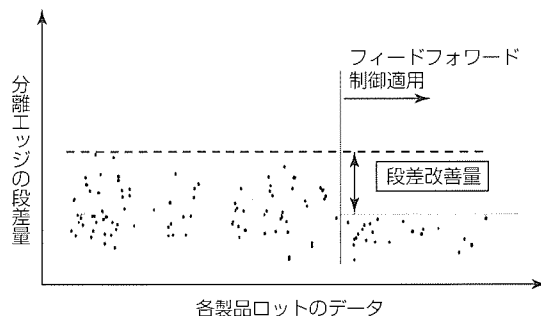 フィードフォワード
制御適用
分離エッジの段差量
段差改善量
各製品ロットのデータ